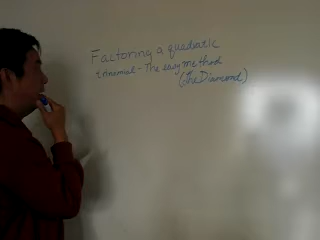 Factoring a quadratic
trinomial - The easy method
(The Diamond)